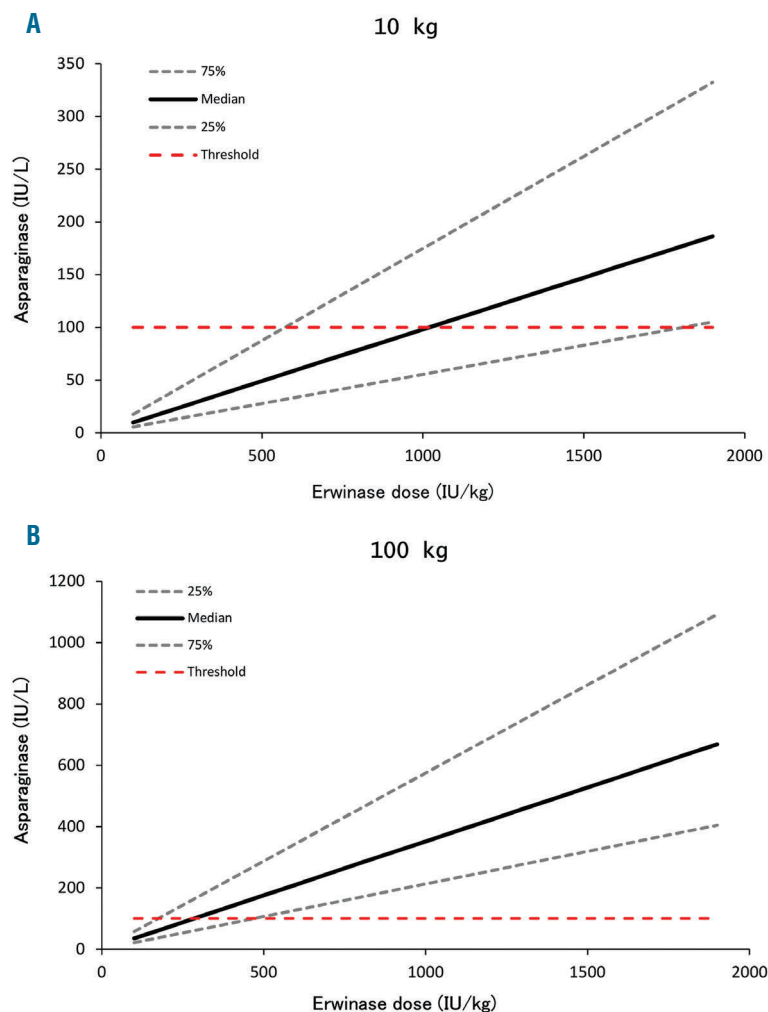 A
10 kg
350
300
250
200
150
100
50
0
Asparaginase (IU/L)
75%
Median
25%
Threshold
0 500 1000 1500 2000
Erwinase dose (IU/kg)
B
100 kg
1200
1000
800
600
400
200
0
Asparaginase (IU/L)
25%
Median
75%
Threshold
0 500 1000 1500 2000
Erwinase dose (IU/kg)